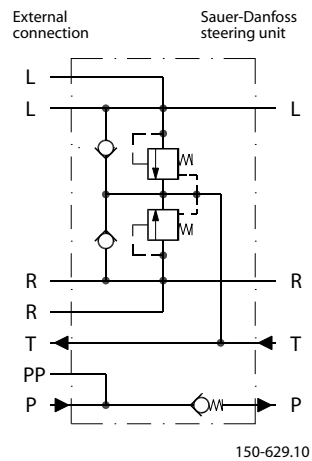 External
connection
Sauer-Danfoss
steering unit
L
L L
R R
R
T T
PP
P P
150-629.10